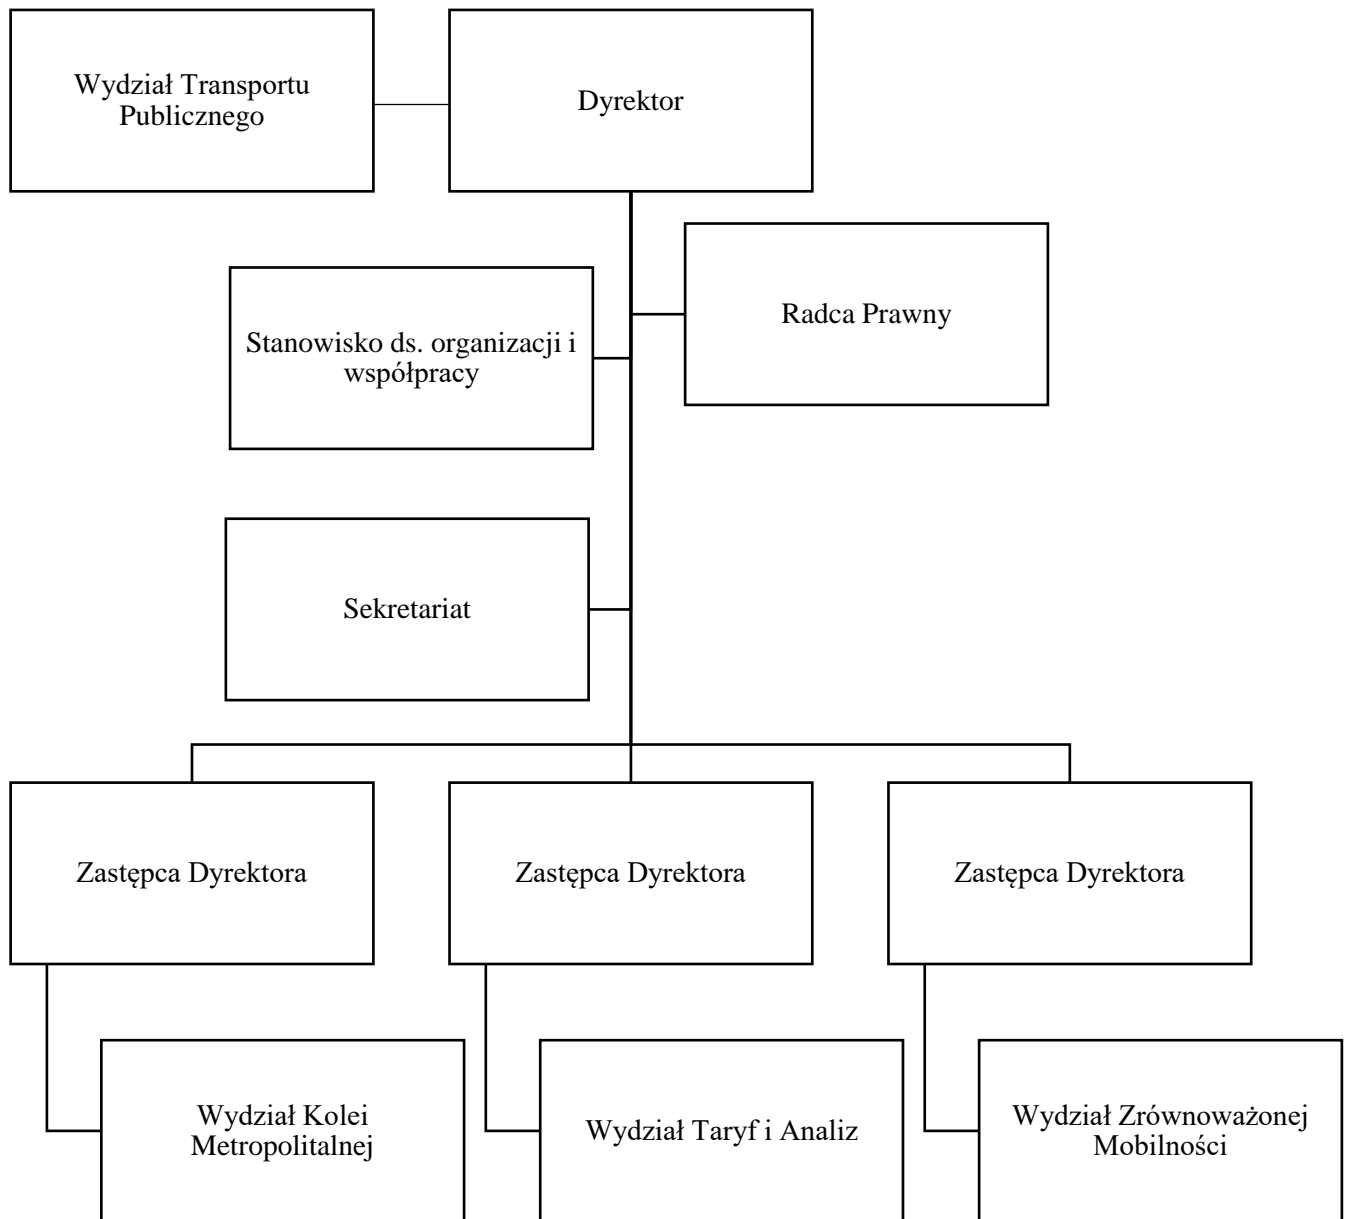 Wydział Transportu
Publicznego
Dyrektor
Radca Prawny
Stanowisko ds. organizacji i
współpracy
Sekretariat
Zastępca Dyrektora
Zastępca Dyrektora
Zastępca Dyrektora
Wydział Kolei
Metropolitalnej
Wydział Taryf i Analiz
Wydział Zrównoważonej
Mobilności